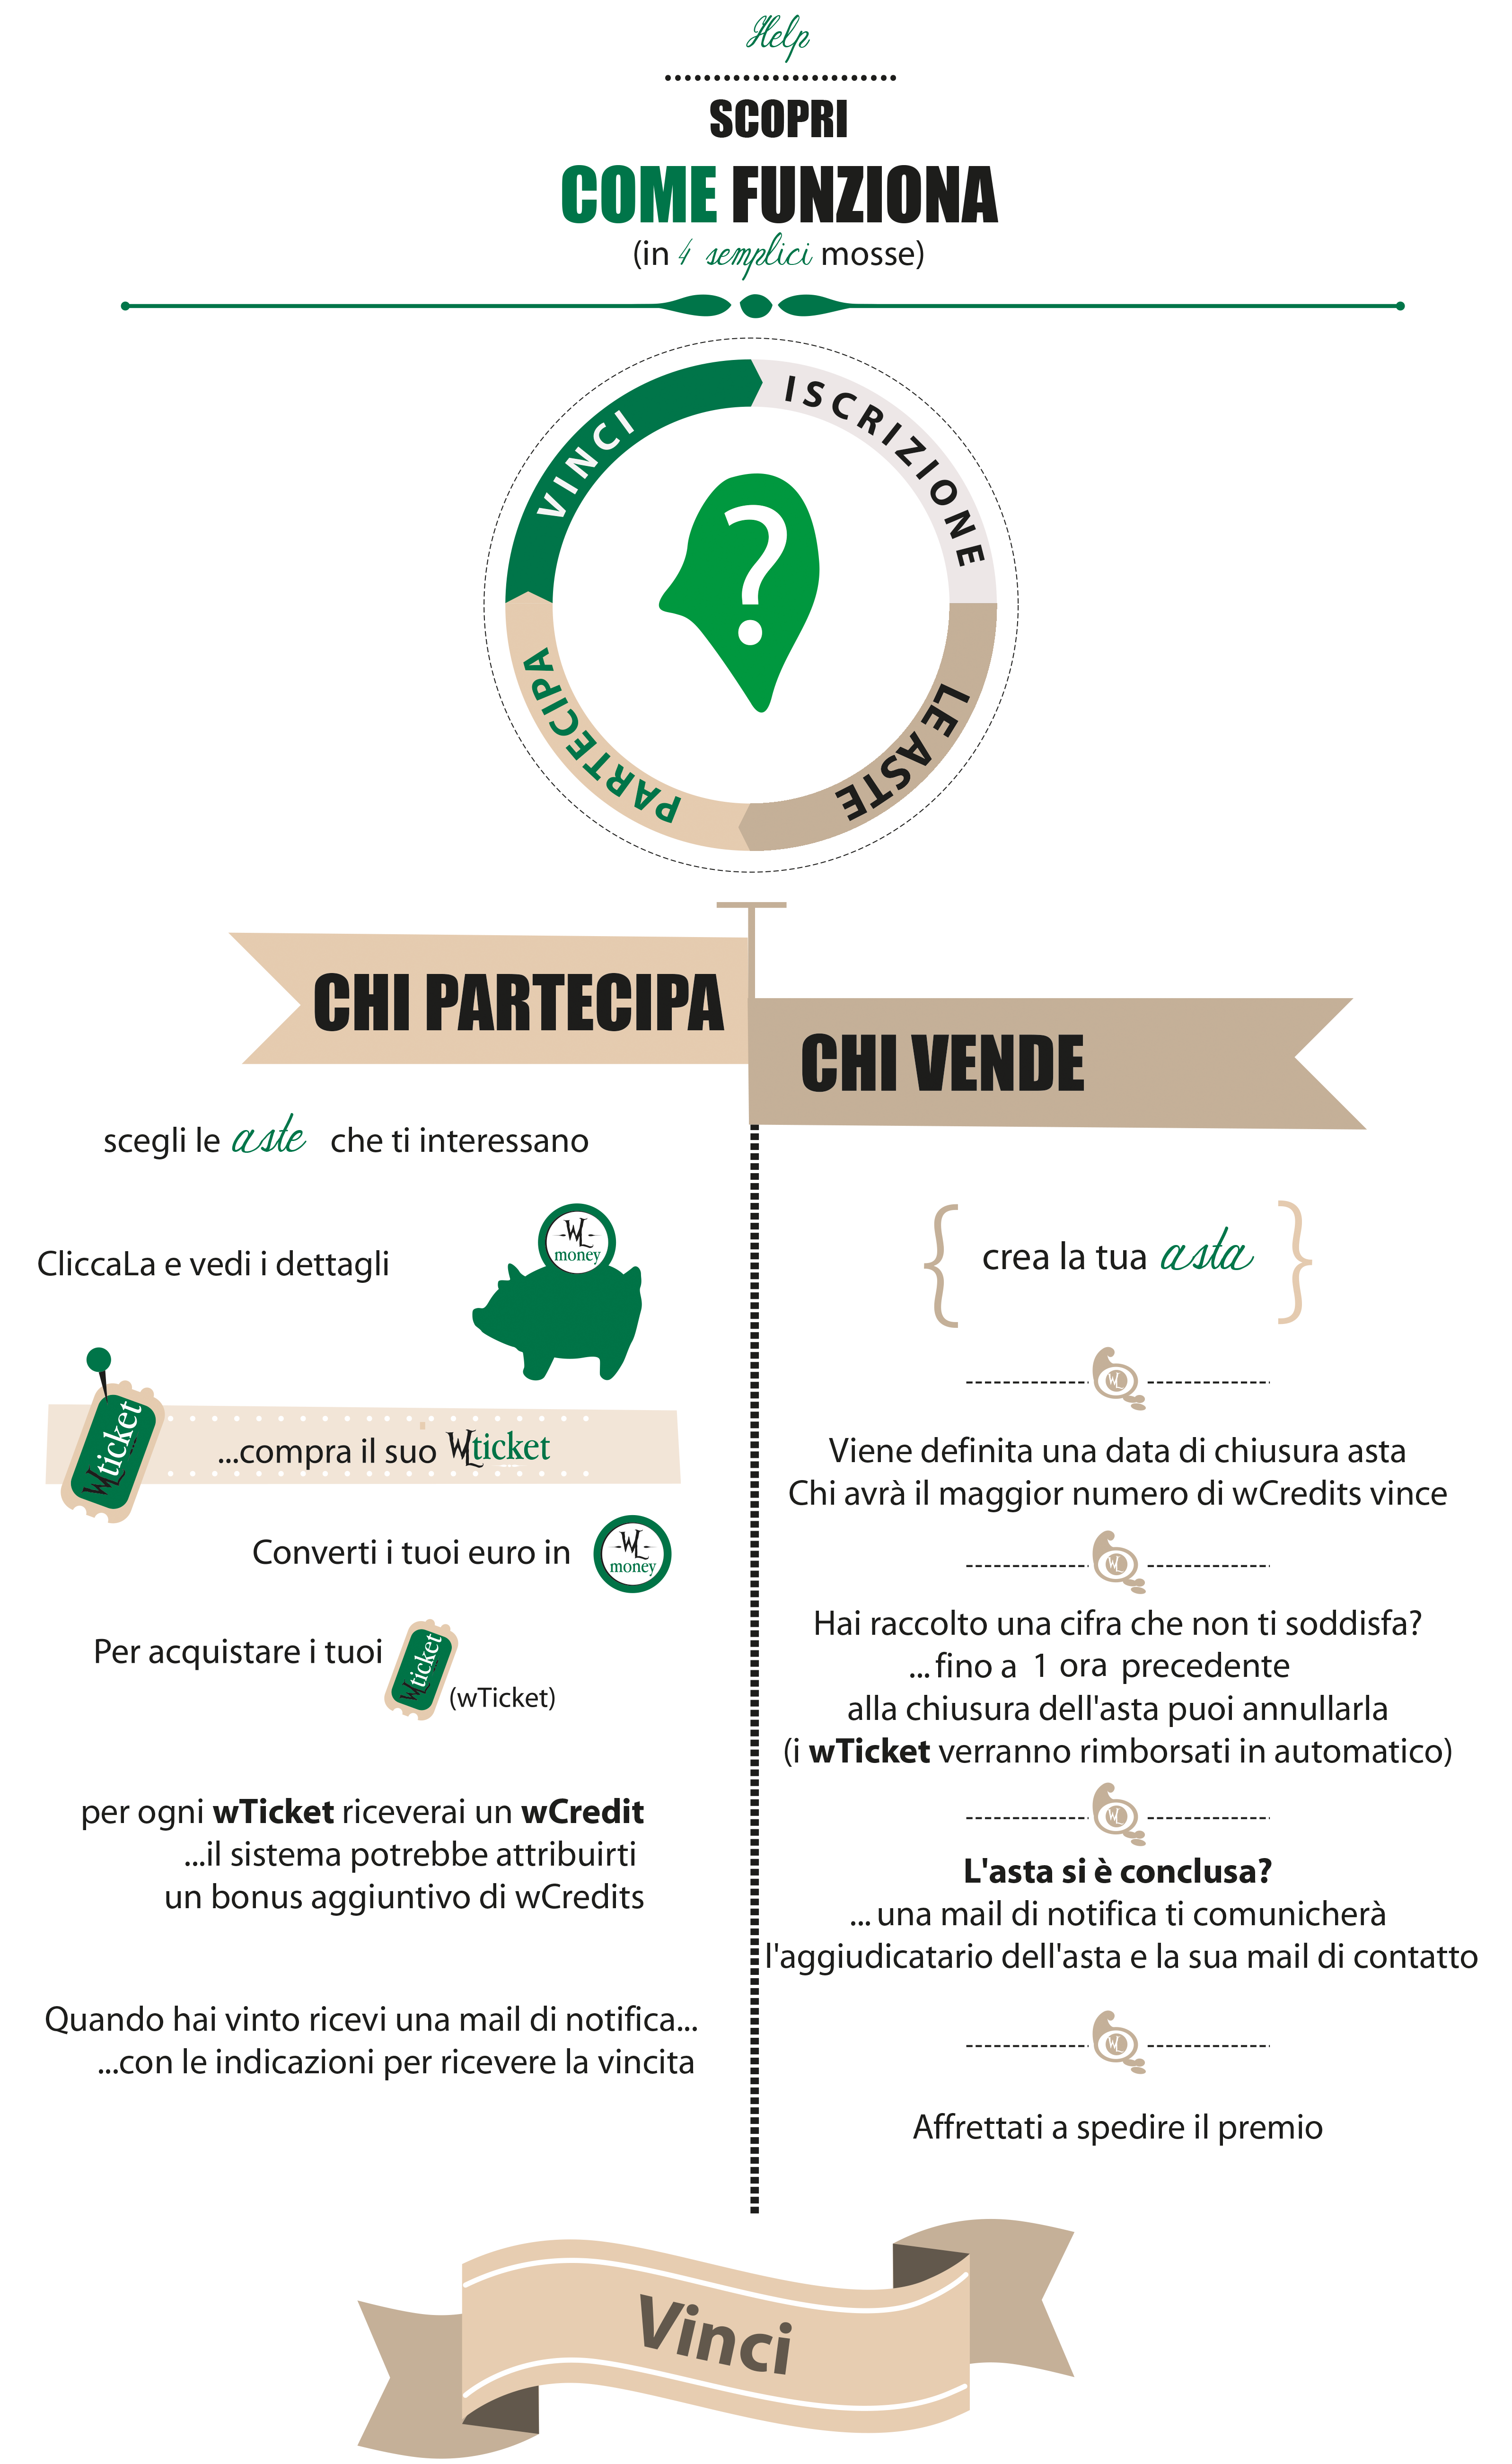 Help
SCOPRI
COME FUNZIONA
(in 4 semplici mosse)
VINCI
ISCRIZIONE
?
PARTECIPA
LE ASTE
CHI PARTECIPA
scegli le aste che ti interessano
CliccaLa e vedi i dettagli
WL
money
WLticket
...compra il suo WLticket
Converti i tuoi euro in
WL
money
Per acquistare i tuoi
WLticket
(wTicket)
per ogni wTicket riceverai un wCredit
...il sistema potrebbe attribuirti
un bonus aggiuntivo di wCredits
Quando hai vinto ricevi una mail di notifica...
...con le indicazioni per ricevere la vincita
CHI VENDE
{ crea la tua asta }
WL
Viene definita una data di chiusura asta
Chi avrà il maggior numero di wCredits vince
WL
Hai raccolto una cifra che non ti soddisfa?
... fino a 1 ora precedente
alla chiusura dell'asta puoi annullarla
(i wTicket verranno rimborsati in automatico)
WL
L'asta si è conclusa?
... una mail di notifica ti comunicherà
l'aggiudicatario dell'asta e la sua mail di contatto
WL
Affrettati a spedire il premio
Vinci